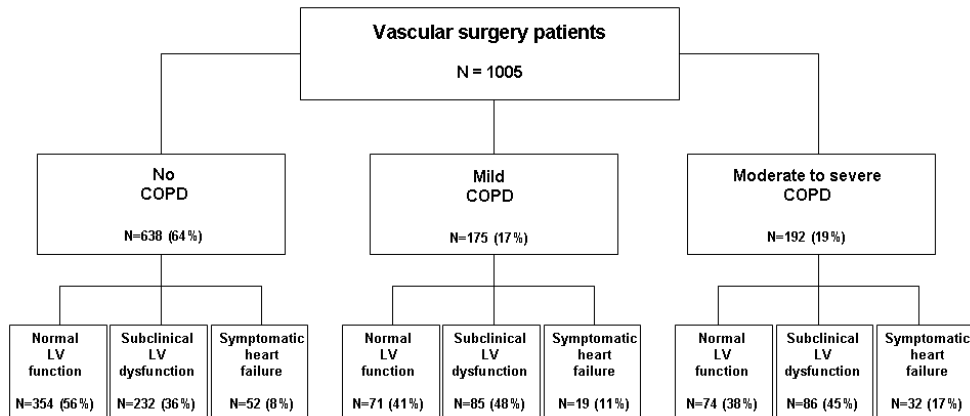 Vascular surgery patients
N = 1005
No
COPD
N=638 (64%)
Mild
COPD
N=175 (17%)
Moderate to severe
COPD
N=192 (19%)
Normal
LV
function
N=354 (56%)
Subclinical
LV
dysfunction
N=232 (36%)
Symptomatic
heart
failure
N=52 (8%)
Normal
LV
function
N=71 (41%)
Subclinical
LV
dysfunction
N=85 (48%)
Symptomatic
heart
failure
N=19 (11%)
Normal
LV
function
N=74 (38%)
Subclinical
LV
dysfunction
N=86 (45%)
Symptomatic
heart
failure
N=32 (17%)